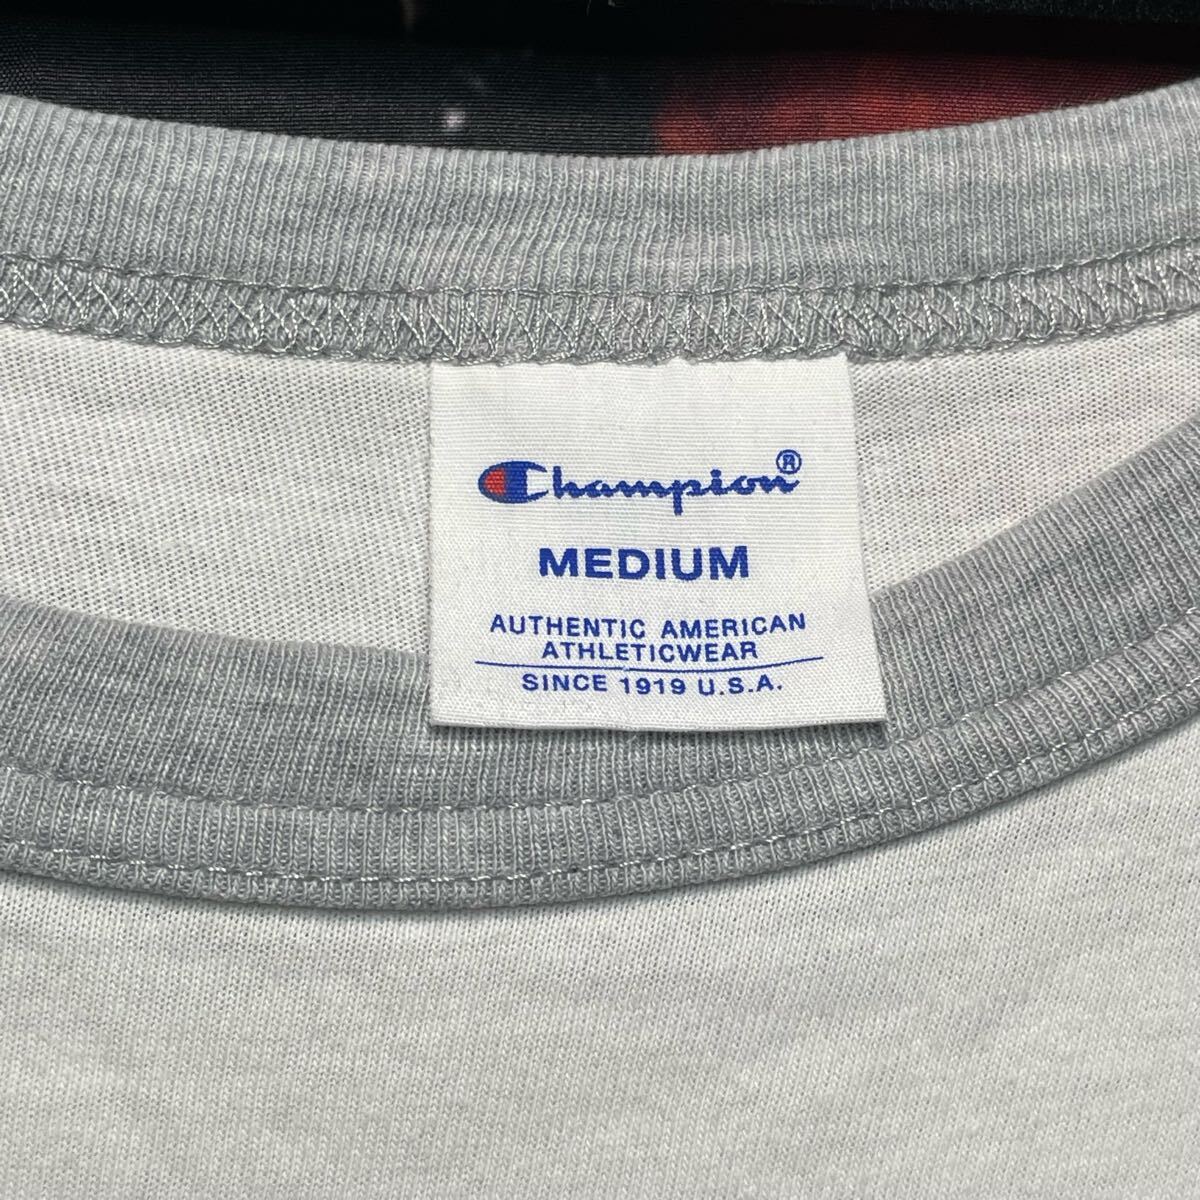 Champion®
MEDIUM
AUTHENTIC AMERICAN
ATHLETICWEAR
SINCE 1919 U.S.A.